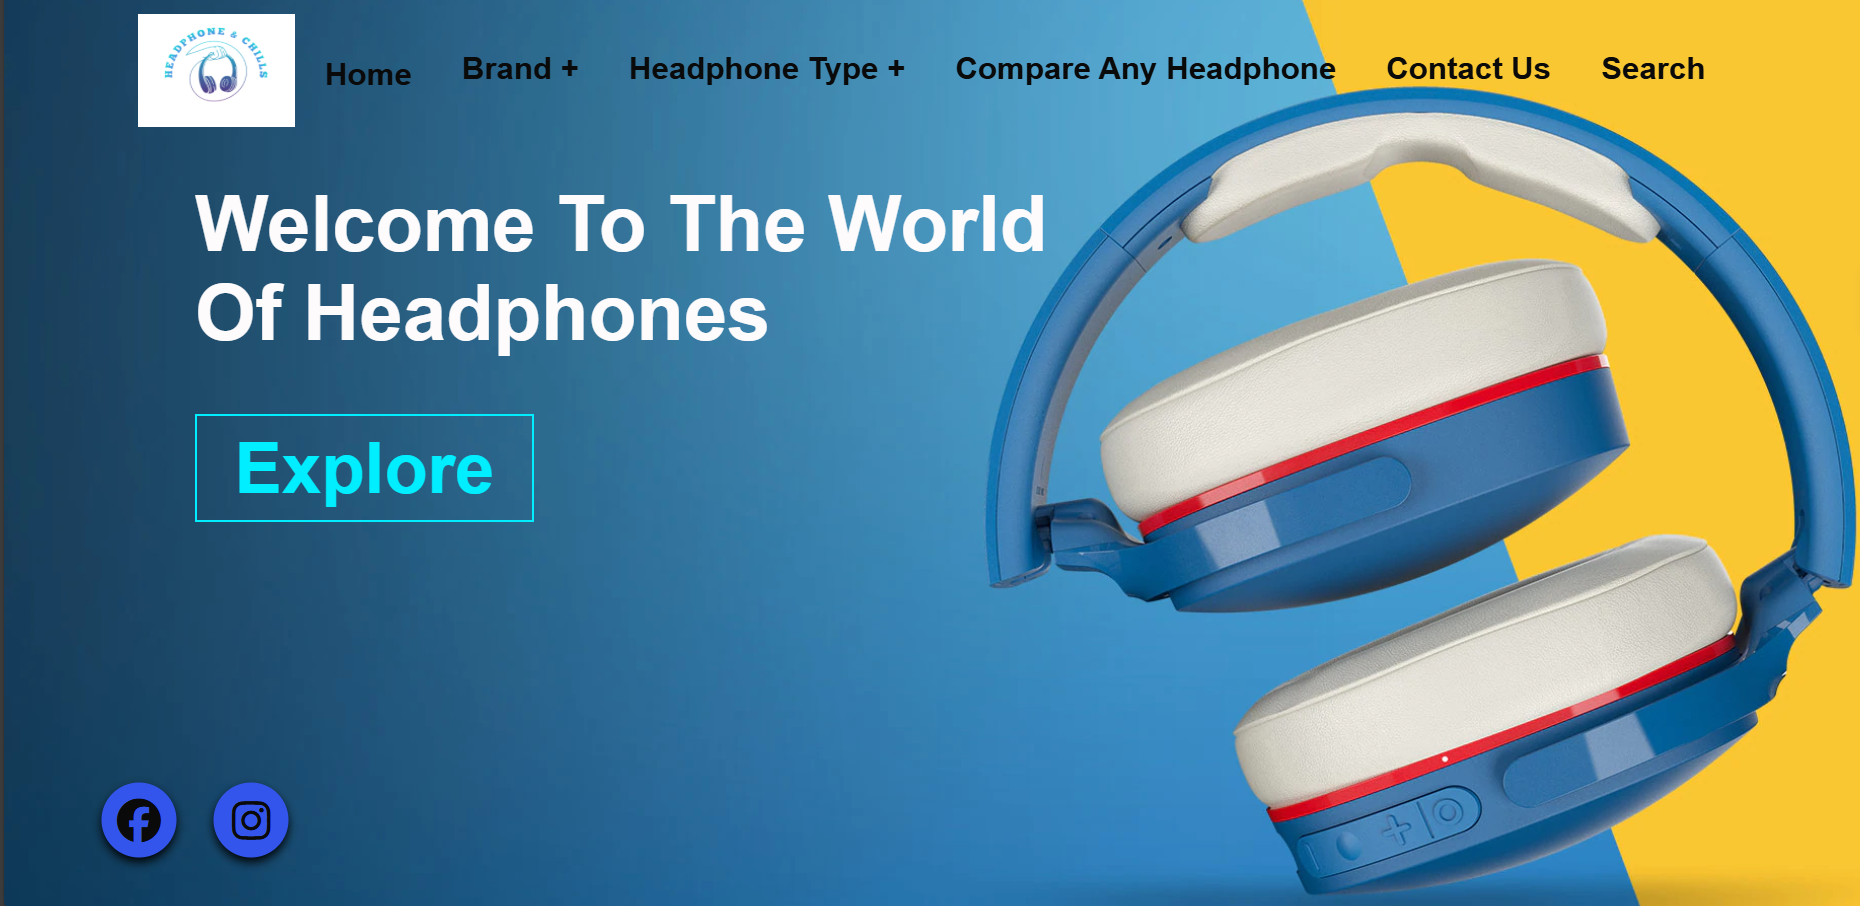 HEADPHONE & CHILLS
Home
Brand +
Headphone Type +
Compare Any Headphone
Contact Us
Search
Welcome To The World
Of Headphones
Explore